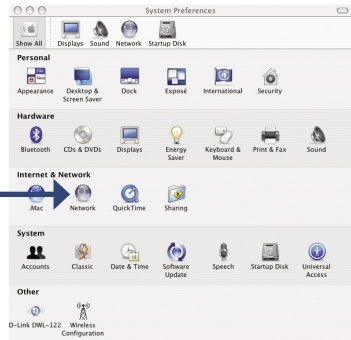 System Preferences
Show All Displays Sound Network Startup Disk
Personal
Appearance Desktop & Screen Saver Dock Exposé International Security
Hardware
Bluetooth CDs & DVDs Displays Energy Saver Keyboard & Mouse Print & Fax Sound
Internet & Network
.Mac Network QuickTime Sharing
System
Accounts Classic Date & Time Software Update Speech Startup Disk Universal Access
Other
D-Link DWL-122 Wireless Configuration